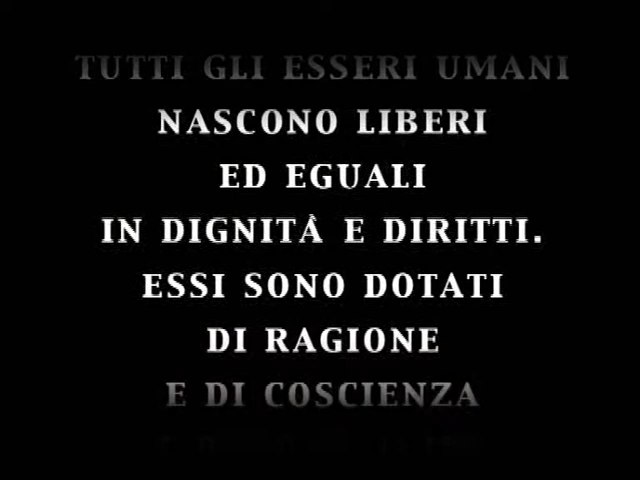 TUTTI GLI ESSERI UMANI
NASCONO LIBERI
ED EGUALI
IN DIGNITÀ E DIRITTI.
ESSI SONO DOTATI
DI RAGIONE
E DI COSCIENZA